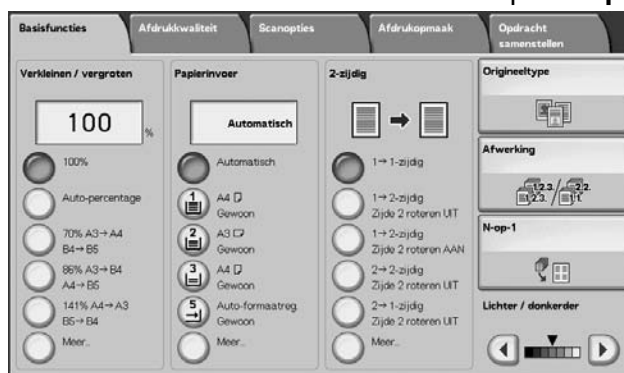 Basisfuncties
Afdrukkwaliteit
Scanopties
Afdrukopmaak
Opdracht
samenstellen
Verkleinen / vergroten
100 %
100%
Auto-percentage
70% A3→A4
B4→B5
86% A3→B4
A4→B5
141% A4→A3
B5→B4
Meer..
Papierinvoer
Automatisch
Automatisch
1 A4
Gewoon
2 A3
Gewoon
3 A4
Gewoon
5 Auto-formaatreg.
Gewoon
Meer..
2-zijdig
1→ 1-zijdig
1→ 2-zijdig
Zijde 2 roteren UIT
1→ 2-zijdig
Zijde 2 roteren AAN
2→ 2-zijdig
Zijde 2 roteren UIT
2→ 1-zijdig
Zijde 2 roteren UIT
Meer..
Origineeltype
Afwerking
N-op-1
Lichter / donkerder